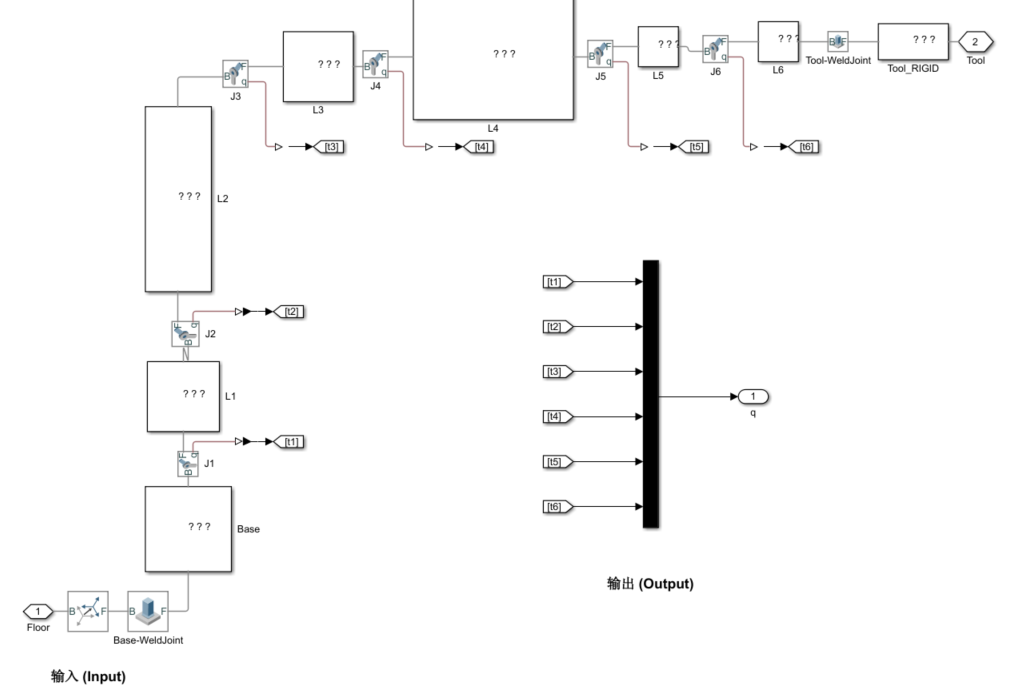 ? ? ?
L4
B
F
q
J3
? ? ?
L3
B
F
q
J4
B
F
q
J5
? ? ?
L5
B
F
q
J6
? ? ?
L6
B
F
Tool-WeldJoint
? ? ?
Tool_RIGID
2
Tool
[t3]
[t4]
[t5]
[t6]
? ? ?
L2
[t2]
F
q
B
J2
? ? ?
L1
[t1]
F
q
B
J1
? ? ?
Base
1
Floor
B
F
B
F
Base-WeldJoint
输入 (Input)
[t1]
[t2]
[t3]
[t4]
[t5]
[t6]
1
q
输出 (Output)